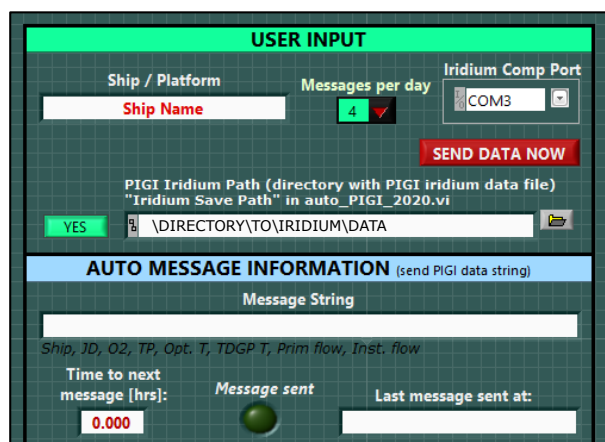 USER INPUT
Ship / Platform
Messages per day
Iridium Comp Port
Ship Name
4
COM3
SEND DATA NOW
PIGI Iridium Path (directory with PIGI iridium data file)
"Iridium Save Path" in auto_PIGI_2020.vi
YES
\DIRECTORY\TO\IRIDIUM\DATA
AUTO MESSAGE INFORMATION (send PIGI data string)
Message String
Ship, JD, O2, TP, Opt. T, TDGP T, Prim flow, Inst. flow
Time to next
message [hrs]:
Message sent
Last message sent at:
0.000